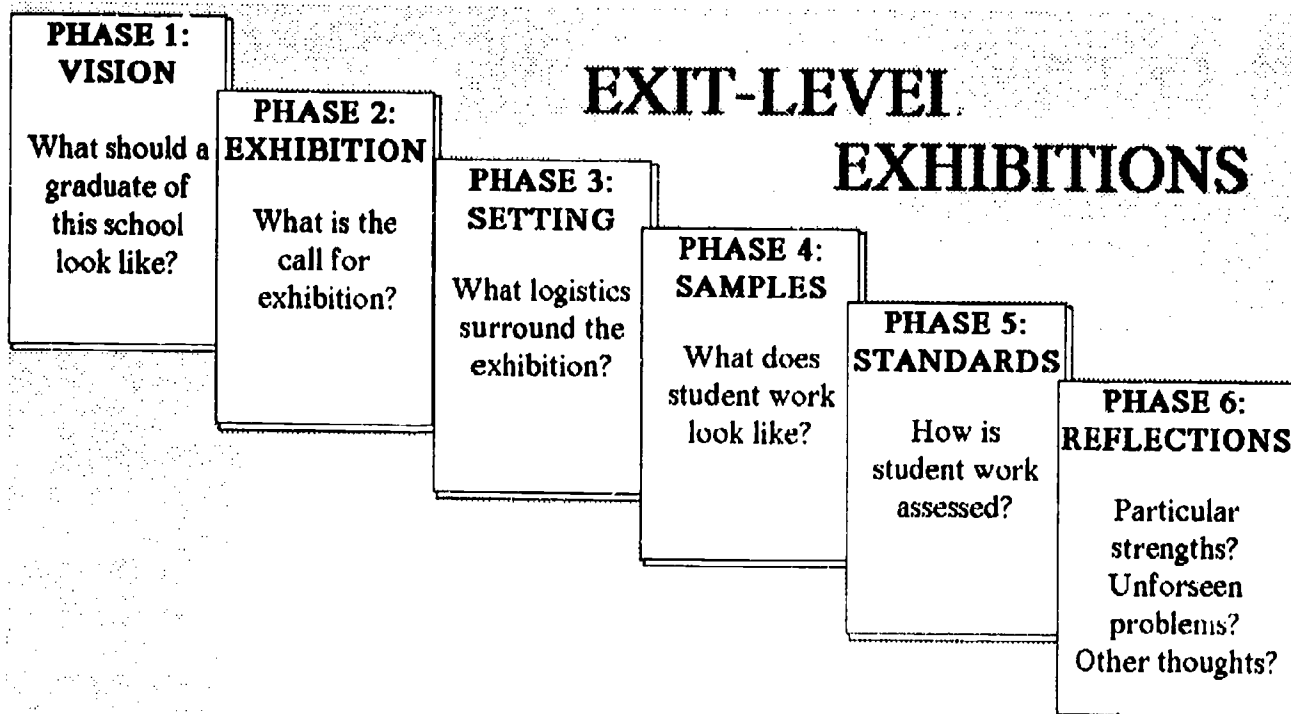 EXIT-LEVEL
EXHIBITIONS
PHASE 1:
VISION
What should a
graduate of
this school
look like?
PHASE 2:
EXHIBITION
What is the
call for
exhibition?
PHASE 3:
SETTING
What logistics
surround the
exhibition?
PHASE 4:
SAMPLES
What does
student work
look like?
PHASE 5:
STANDARDS
How is
student work
assessed?
PHASE 6:
REFLECTIONS
Particular
strengths?
Unforseen
problems?
Other thoughts?